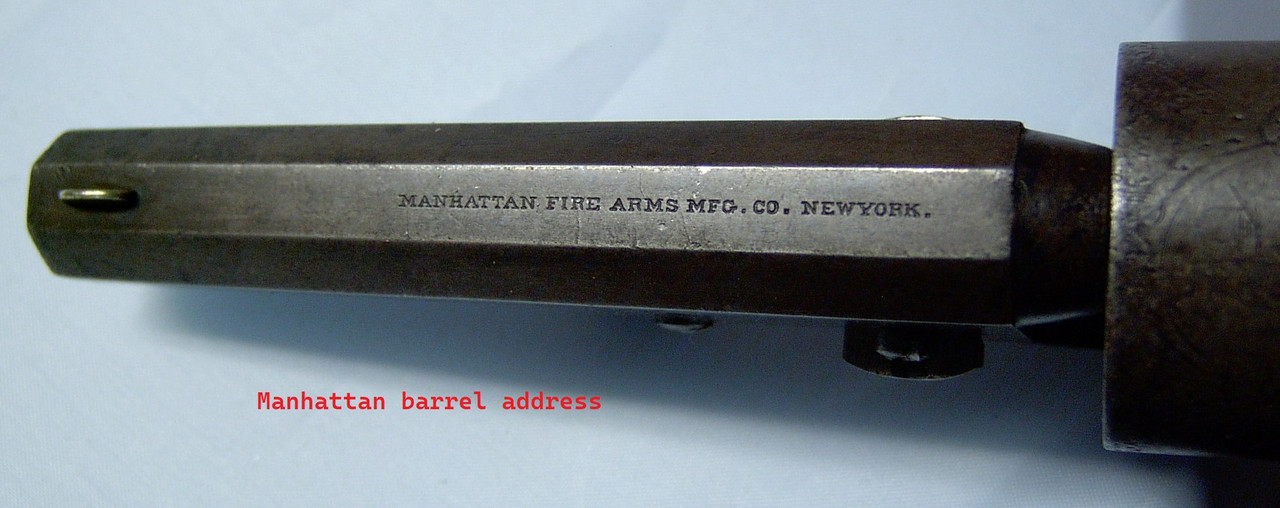 MANHATTAN FIRE ARMS MFG. CO. NEWYORK.
Manhattan barrel address